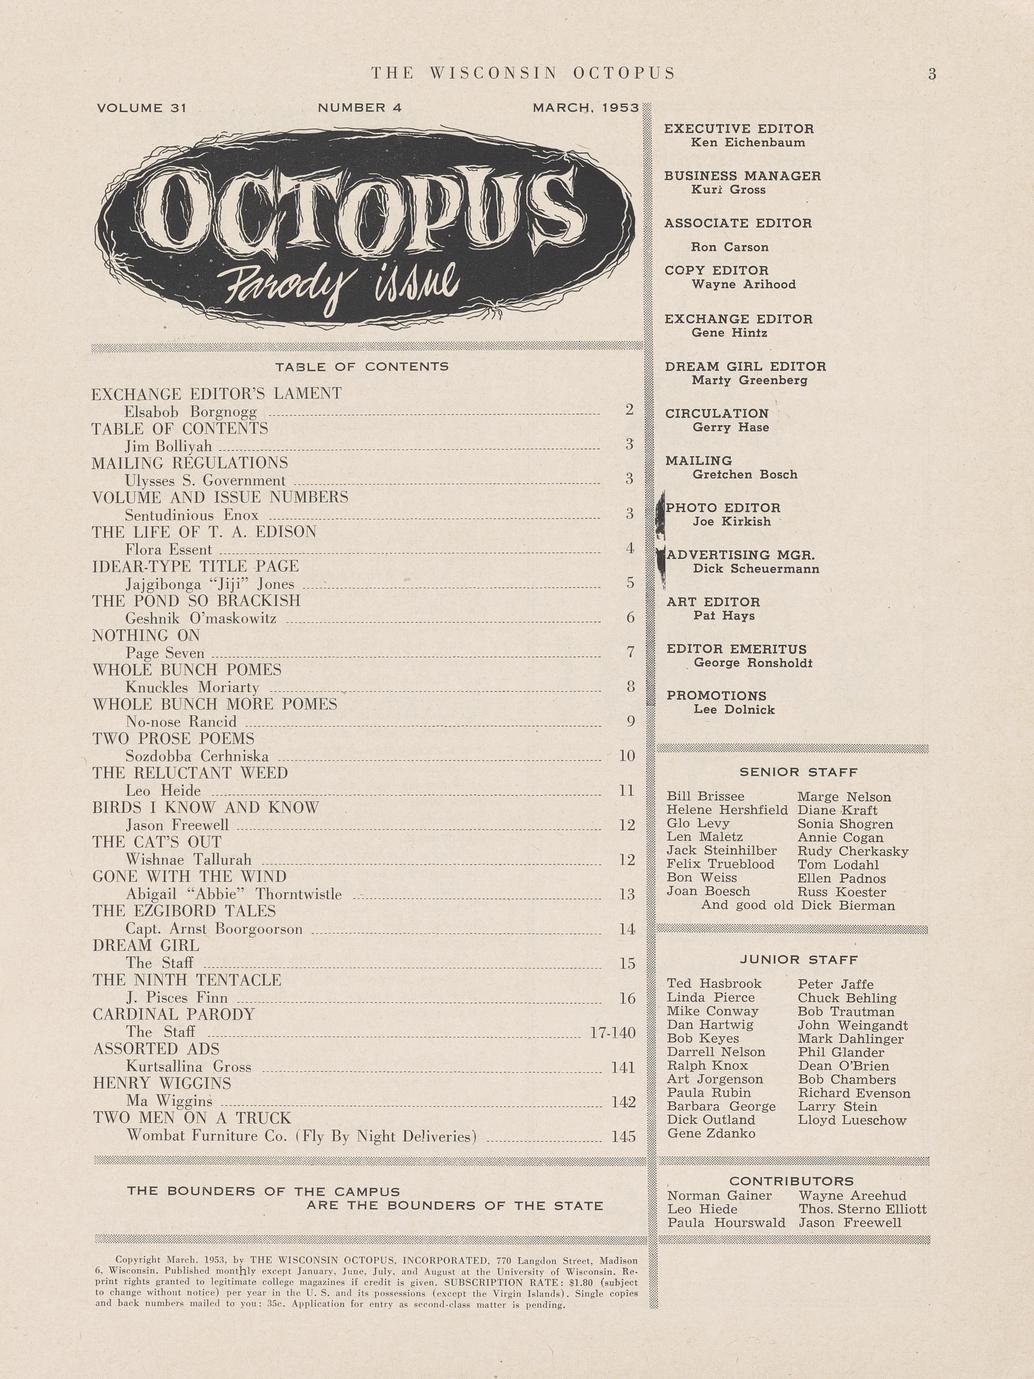 THE WISCONSIN OCTOPUS
3
VOLUME 31 NUMBER 4 MARCH, 1953
OCTOPUS
Parody issue
TABLE OF CONTENTS
EXCHANGE EDITOR'S LAMENT
Elsabob Borgnogg 2
TABLE OF CONTENTS
Jim Bolliyah 3
MAILING REGULATIONS
Ulysses S. Government 3
VOLUME AND ISSUE NUMBERS
Sentudinious Enox 3
THE LIFE OF T. A. EDISON
Flora Essent 4
IDEAR-TYPE TITLE PAGE
Jajgibonga "Jiji" Jones 5
THE POND SO BRACKISH
Geshnik O'maskowitz 6
NOTHING ON
Page Seven 7
WHOLE BUNCH POMES
Knuckles Moriarty 8
WHOLE BUNCH MORE POMES
No-nose Rancid 9
TWO PROSE POEMS
Sozdobba Cerhniska 10
THE RELUCTANT WEED
Leo Heide 11
BIRDS I KNOW AND KNOW
Jason Freewell 12
THE CAT'S OUT
Wishnae Tallurah 12
GONE WITH THE WIND
Abigail "Abbie" Thorntwistle 13
THE EZGIBORD TALES
Capt. Arnst Boorgoorson 14
DREAM GIRL
The Staff 15
THE NINTH TENTACLE
J. Pisces Finn 16
CARDINAL PARODY
The Staff 17-140
ASSORTED ADS
Kurtsallina Gross 141
HENRY WIGGINS
Ma Wiggins 142
TWO MEN ON A TRUCK
Wombat Furniture Co. (Fly By Night Deliveries) 145
THE BOUNDERS OF THE CAMPUS
ARE THE BOUNDERS OF THE STATE
Copyright March, 1953, by THE WISCONSIN OCTOPUS, INCORPORATED, 770 Langdon Street, Madison
6, Wisconsin. Published monthly except January, June, July, and August at the University of Wisconsin. Re-
print rights granted to legitimate college magazines if credit is given. SUBSCRIPTION RATE: $1.80 (subject
to change without notice) per year in the U. S. and its possessions (except the Virgin Islands). Single copies
and back numbers mailed to you: 35c. Application for entry as second-class matter is pending.
EXECUTIVE EDITOR
Ken Eichenbaum
BUSINESS MANAGER
Kurt Gross
ASSOCIATE EDITOR
Ron Carson
COPY EDITOR
Wayne Arihood
EXCHANGE EDITOR
Gene Hintz
DREAM GIRL EDITOR
Marty Greenberg
CIRCULATION
Gerry Hase
MAILING
Gretchen Bosch
PHOTO EDITOR
Joe Kirkish
ADVERTISING MGR.
Dick Scheuermann
ART EDITOR
Pat Hays
EDITOR EMERITUS
George Ronsholdt
PROMOTIONS
Lee Dolnick
SENIOR STAFF
Bill Brissee Marge Nelson
Helene Hershfield Diane Kraft
Glo Levy Sonia Shogren
Len Maletz Annie Cogan
Jack Steinhilber Rudy Cherkasky
Felix Trueblood Tom Lodahl
Bon Weiss Ellen Padnos
Joan Boesch Russ Koester
And good old Dick Bierman
JUNIOR STAFF
Ted Hasbrook Peter Jaffe
Linda Pierce Chuck Behling
Mike Conway Bob Trautman
Dan Hartwig John Weingandt
Bob Keyes Mark Dahlinger
Darrell Nelson Phil Glander
Ralph Knox Dean O'Brien
Art Jorgenson Bob Chambers
Paula Rubin Richard Evenson
Barbara George Larry Stein
Dick Outland Lloyd Lueschow
Gene Zdanko
CONTRIBUTORS
Norman Gainer Wayne Areehud
Leo Hiede Thos. Sterno Elliott
Paula Hourswald Jason Freewell